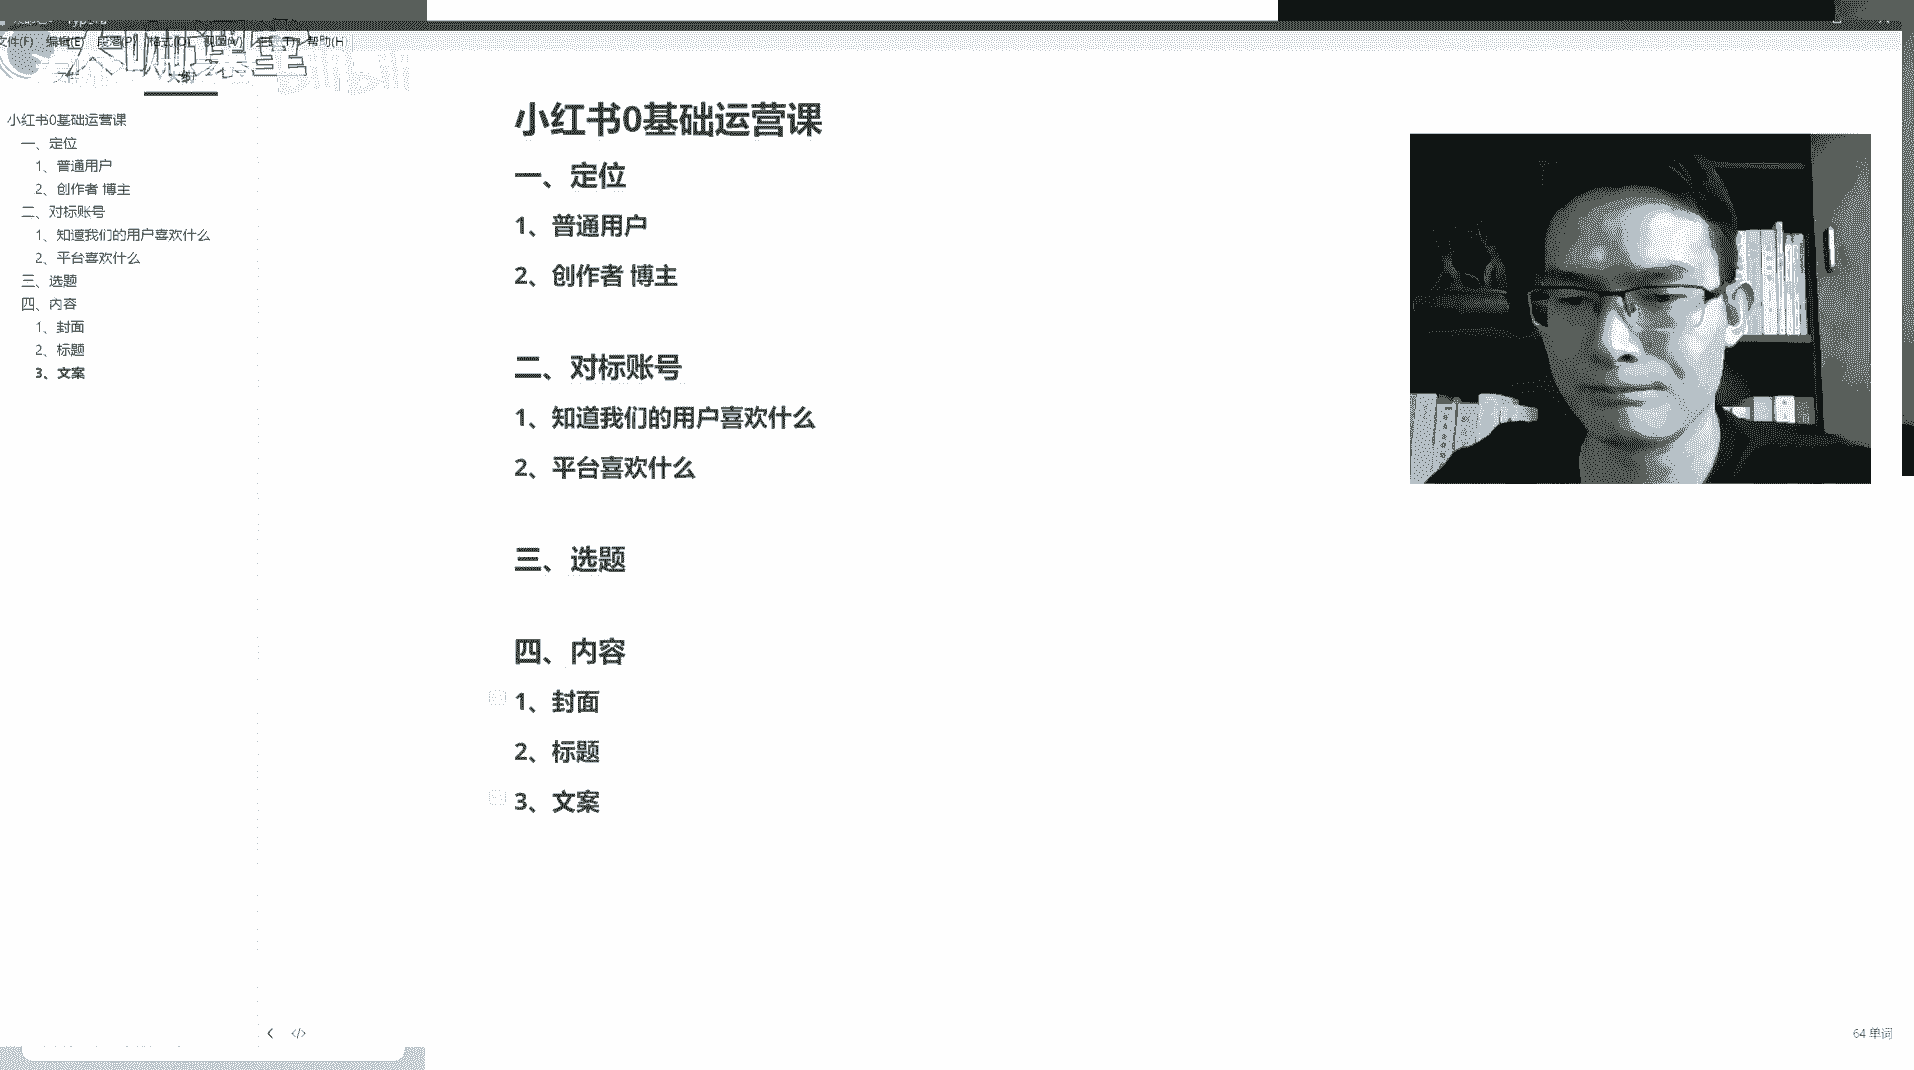 文件(F) 编辑(E) 段落(P) 格式(O) 视图(V) 帮助(H)
大纲
小红书0基础运营课
一、定位
1、普通用户
2、创作者 博主
二、对标账号
1、知道我们的用户喜欢什么
2、平台喜欢什么
三、选题
四、内容
1、封面
2、标题
3、文案
小红书0基础运营课
一、定位
1、普通用户
2、创作者 博主
二、对标账号
1、知道我们的用户喜欢什么
2、平台喜欢什么
三、选题
四、内容
1、封面
2、标题
3、文案
64 单词